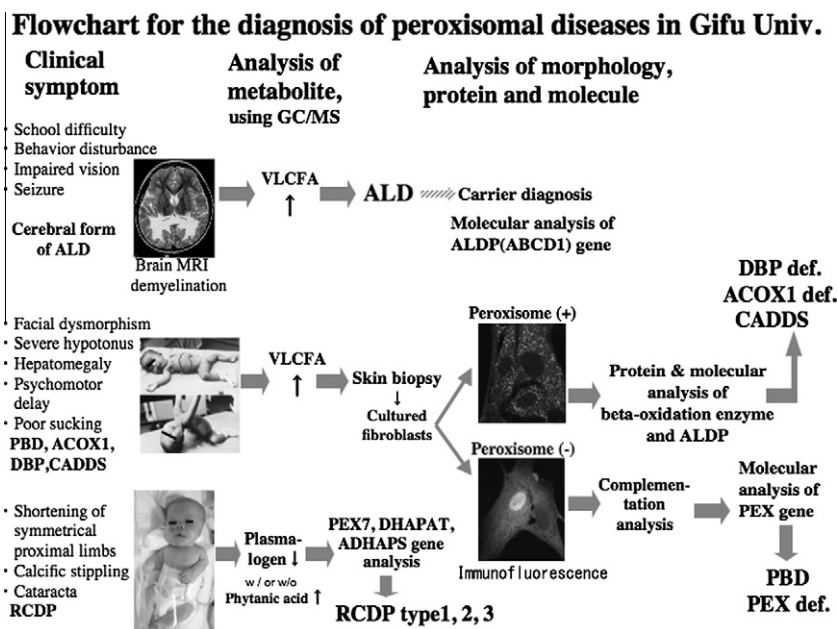 Flowchart for the diagnosis of peroxisomal diseases in Gifu Univ.
Clinical
symptom
Analysis of
metabolite,
using GC/MS
Analysis of morphology,
protein and molecule
· School difficulty
· Behavior disturbance
· Impaired vision
· Seizure
Cerebral form
of ALD
Brain MRI
demyelination
VLCFA
↑
ALD
Carrier diagnosis
Molecular analysis of
ALDP(ABCD1) gene
· Facial dysmorphism
· Severe hypotonus
· Hepatomegaly
· Psychomotor
delay
· Poor sucking
PBD, ACOX1,
DBP,CADDS
VLCFA
↑
Skin biopsy
↓
Cultured
fibroblasts
Peroxisome (+)
Protein & molecular
analysis of
beta-oxidation enzyme
and ALDP
DBP def.
ACOX1 def.
CADDS
Peroxisome (-)
Immunofluorescence
Complemen-
tation
analysis
Molecular
analysis of
PEX gene
PBD
PEX def.
· Shortening of
symmetrical
proximal limbs
· Calcific stippling
· Cataracta
RCDP
Plasma-
logen ↓
w / or w/o
Phytanic acid ↑
PEX7, DHAPAT,
ADHAPS gene
analysis
RCDP type1, 2, 3